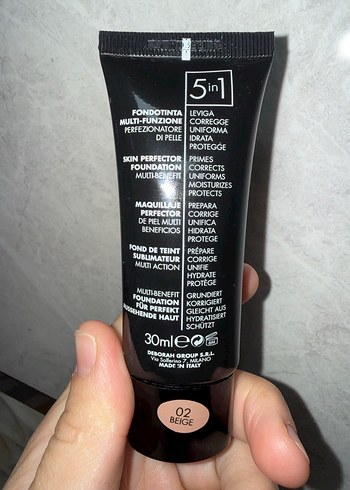 5in1
FONDOTINTA
MULTI-FUNZIONE
PERFEZIONATORE
DI PELLE
LEVIGA
CORREGGE
UNIFORMA
IDRATA
PROTEGGE
SKIN PERFECTOR
FOUNDATION
MULTI-BENEFIT
PRIMES
CORRECTS
UNIFORMS
MOISTURIZES
PROTECTS
MAQUILLAJE
PERFECTOR
DE PIEL MULTI
BENEFICIOS
PREPARA
CORRIGE
UNIFICA
HIDRATA
PROTEGE
FOND DE TEINT
SUBLIMATEUR
MULTI ACTION
PRÉPARE
CORRIGE
UNIFIE
HYDRATE
PROTÈGE
MULTI-BENEFIT
FOUNDATION
FÜR PERFEKT
AUSSEHENDE HAUT
GRUNDIERT
KORRIGIERT
GLEICHT AUS
HYDRATISIERT
SCHÜTZT
30ml℮
DEBORAH GROUP S.R.L.
Via Solferino 7, MILANO
MADE IN ITALY
02
BEIGE